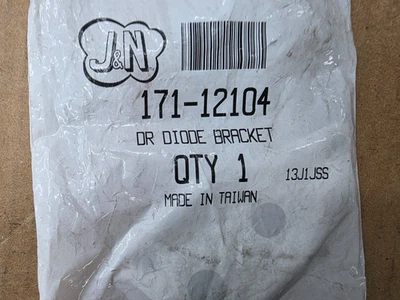 J&N
171-12104
DR DIODE BRACKET
QTY 1
13J1JSS
MADE IN TAIWAN